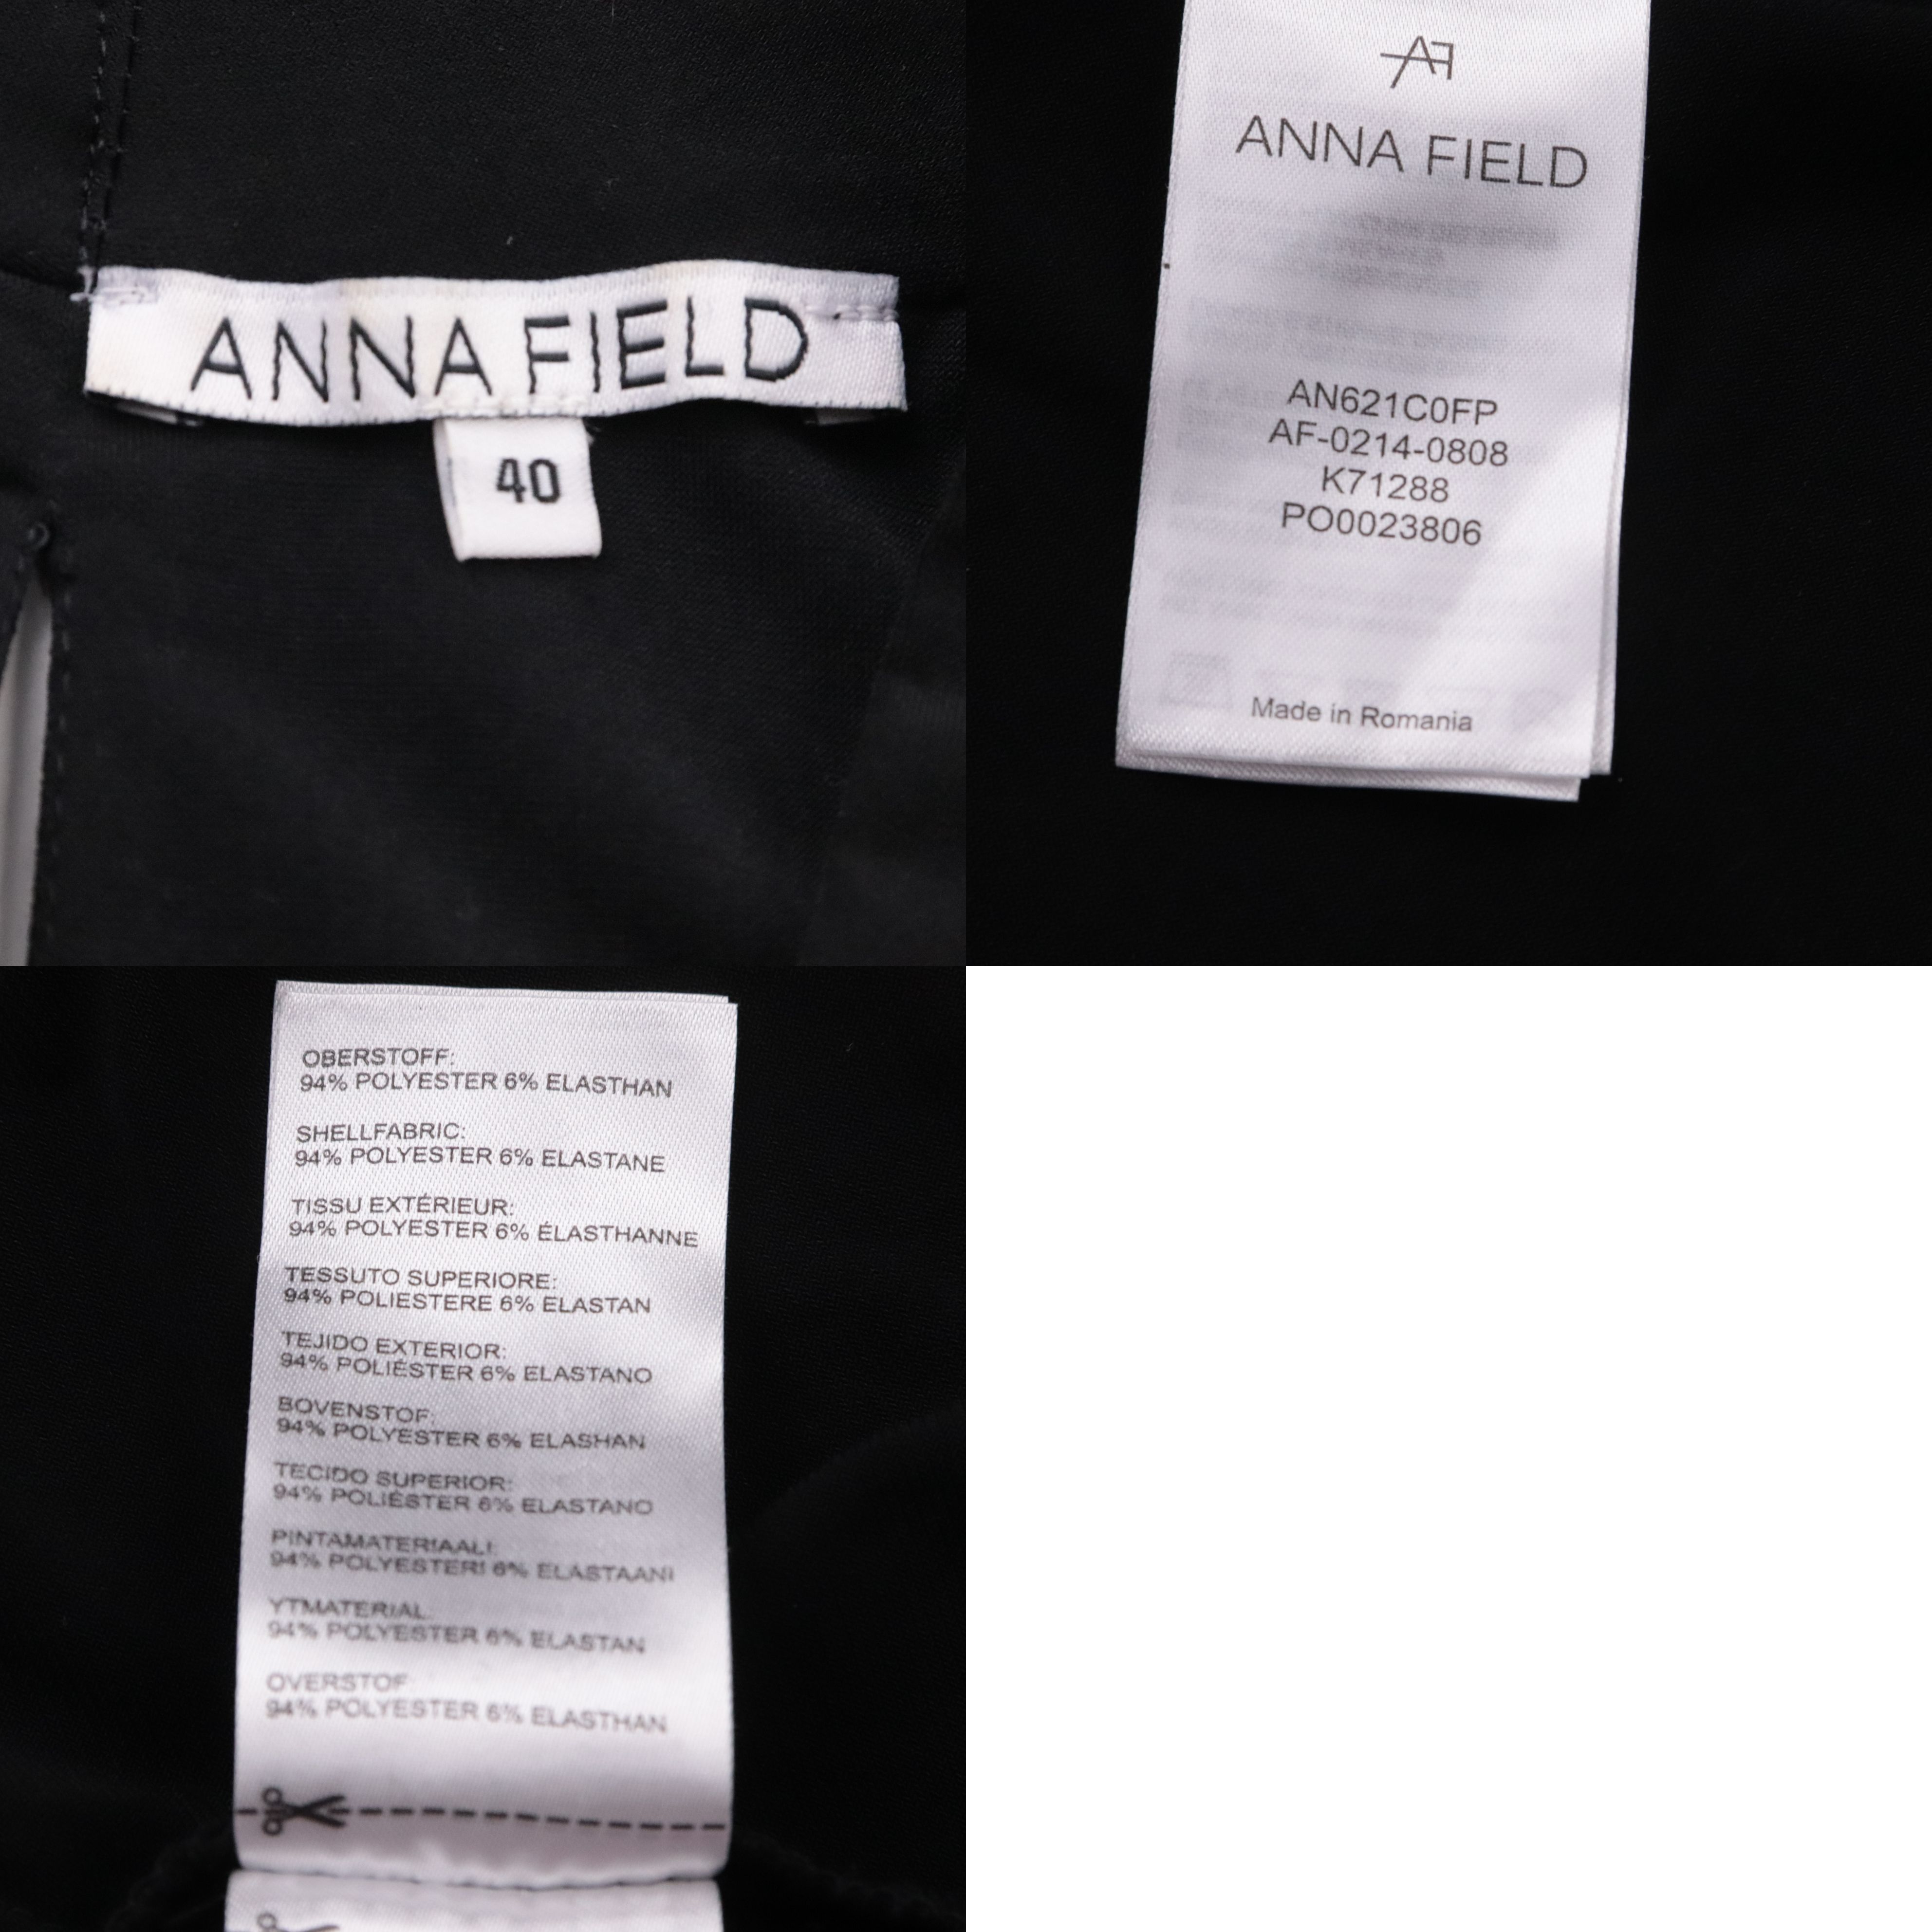 ANNA FIELD
40
AF
ANNA FIELD
AN621C0FP
AF-0214-0808
K71288
PO0023806
Made in Romania
OBERSTOFF:
94% POLYESTER 6% ELASTHAN
SHELLFABRIC:
94% POLYESTER 6% ELASTANE
TISSU EXTÉRIEUR:
94% POLYESTER 6% ÉLASTHANNE
TESSUTO SUPERIORE:
94% POLIESTERE 6% ELASTAN
TEJIDO EXTERIOR:
94% POLIÉSTER 6% ELASTANO
BOVENSTOF:
94% POLYESTER 6% ELASHAN
TECIDO SUPERIOR:
94% POLIÉSTER 6% ELASTANO
PINTAMATERIAALI:
94% POLYESTERI 6% ELASTAANI
YTMATERIAL:
94% POLYESTER 6% ELASTAN
OVERSTOF:
94% POLYESTER 6% ELASTHAN